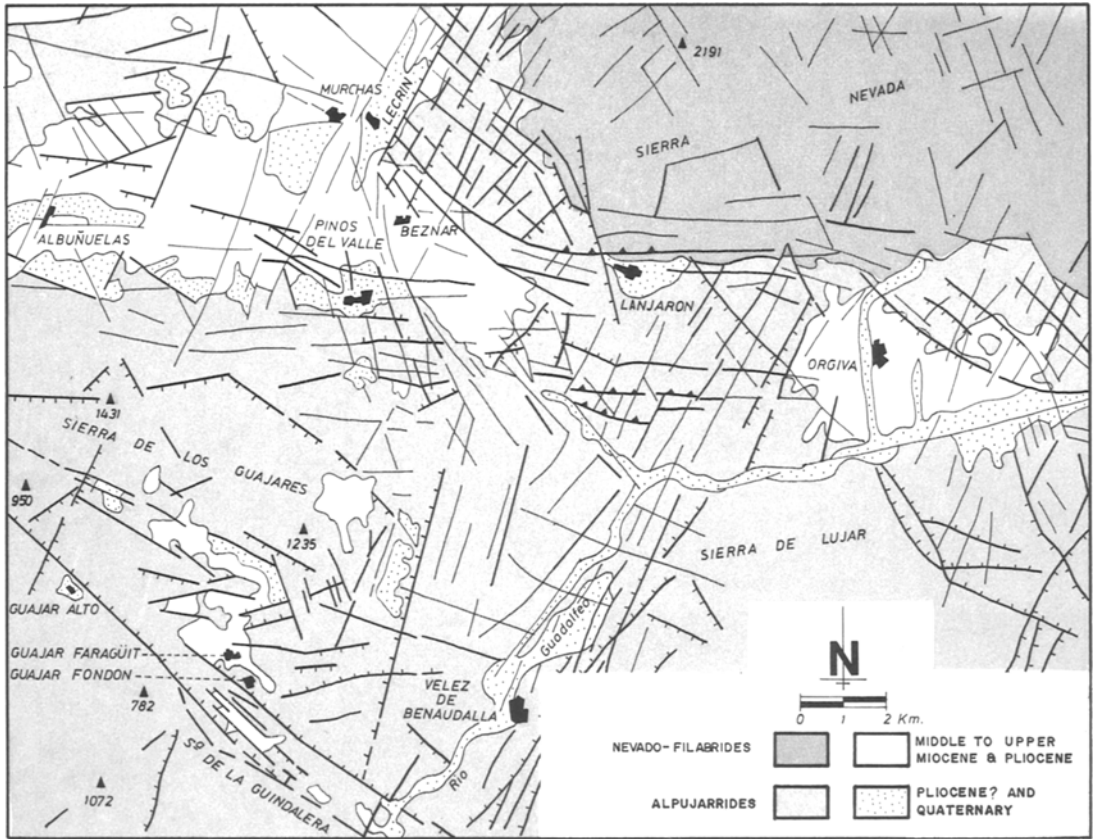 2191
MURCHAS
LECRIN
NEVADA
SIERRA
PINOS
DEL VALLE
BEZNAR
ALBUÑUELAS
LANJARON
ORGIVA
1431
SIERRA DE LOS GUAJARES
950
1235
SIERRA DE LUJAR
GUAJAR ALTO
Guadalfeo
GUAJAR FARAGÜIT
GUAJAR FONDON
782
VELEZ
DE
BENAUDALLA
Sª DE LA GUINDALERA
Rio
1072
N
0 1 2 Km.
NEVADO-FILABRIDES
MIDDLE TO UPPER
MIOCENE & PLIOCENE
ALPUJARRIDES
PLIOCENE? AND
QUATERNARY